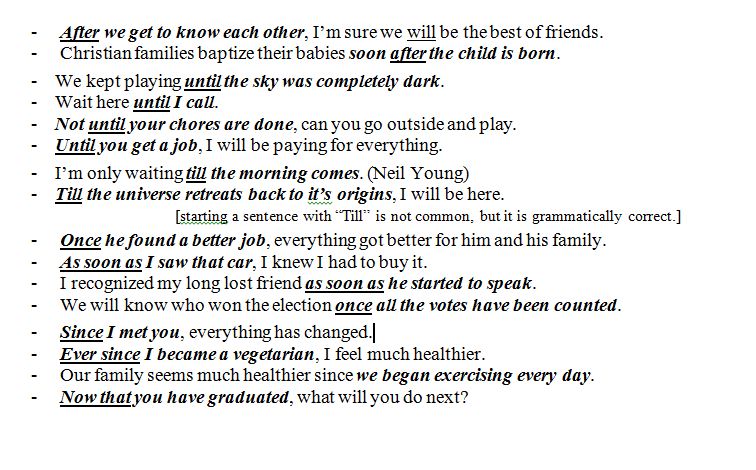 - After we get to know each other, I'm sure we will be the best of friends.
- Christian families baptize their babies soon after the child is born.
- We kept playing until the sky was completely dark.
- Wait here until I call.
- Not until your chores are done, can you go outside and play.
- Until you get a job, I will be paying for everything.
- I'm only waiting till the morning comes. (Neil Young)
- Till the universe retreats back to it's origins, I will be here.
[starting a sentence with "Till" is not common, but it is grammatically correct.]
- Once he found a better job, everything got better for him and his family.
- As soon as I saw that car, I knew I had to buy it.
- I recognized my long lost friend as soon as he started to speak.
- We will know who won the election once all the votes have been counted.
- Since I met you, everything has changed.
- Ever since I became a vegetarian, I feel much healthier.
- Our family seems much healthier since we began exercising every day.
- Now that you have graduated, what will you do next?